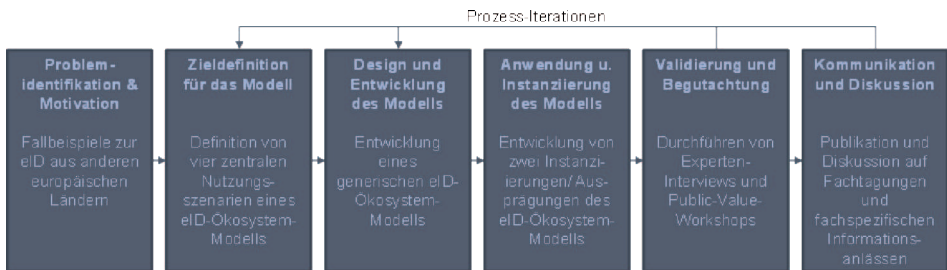 Prozess-Iterationen
Problem-
identifikation &
Motivation
Fallbeispiele zur
eID aus anderen
europäischen
Ländern
Zieldefinition
für das Modell
Definition von
vier zentralen
Nutzungs-
szenarien eines
eID-Ökosystem-
Modells
Design und
Entwicklung
des Modells
Entwicklung
eines
generischen eID-
Ökosystem-
Modells
Anwendung u.
Instanziierung
des Modells
Entwicklung von
zwei Instanzi-
ierungen/ Aus-
prägungen des
eID-Ökosystem-
Modells
Validierung und
Begutachtung
Durchführen von
Experten-
Interviews und
Public-Value-
Workshops
Kommunikation
und Diskussion
Publikation und
Diskussion auf
Fachtagungen
und
fachspezifischen
Informations-
anlässen